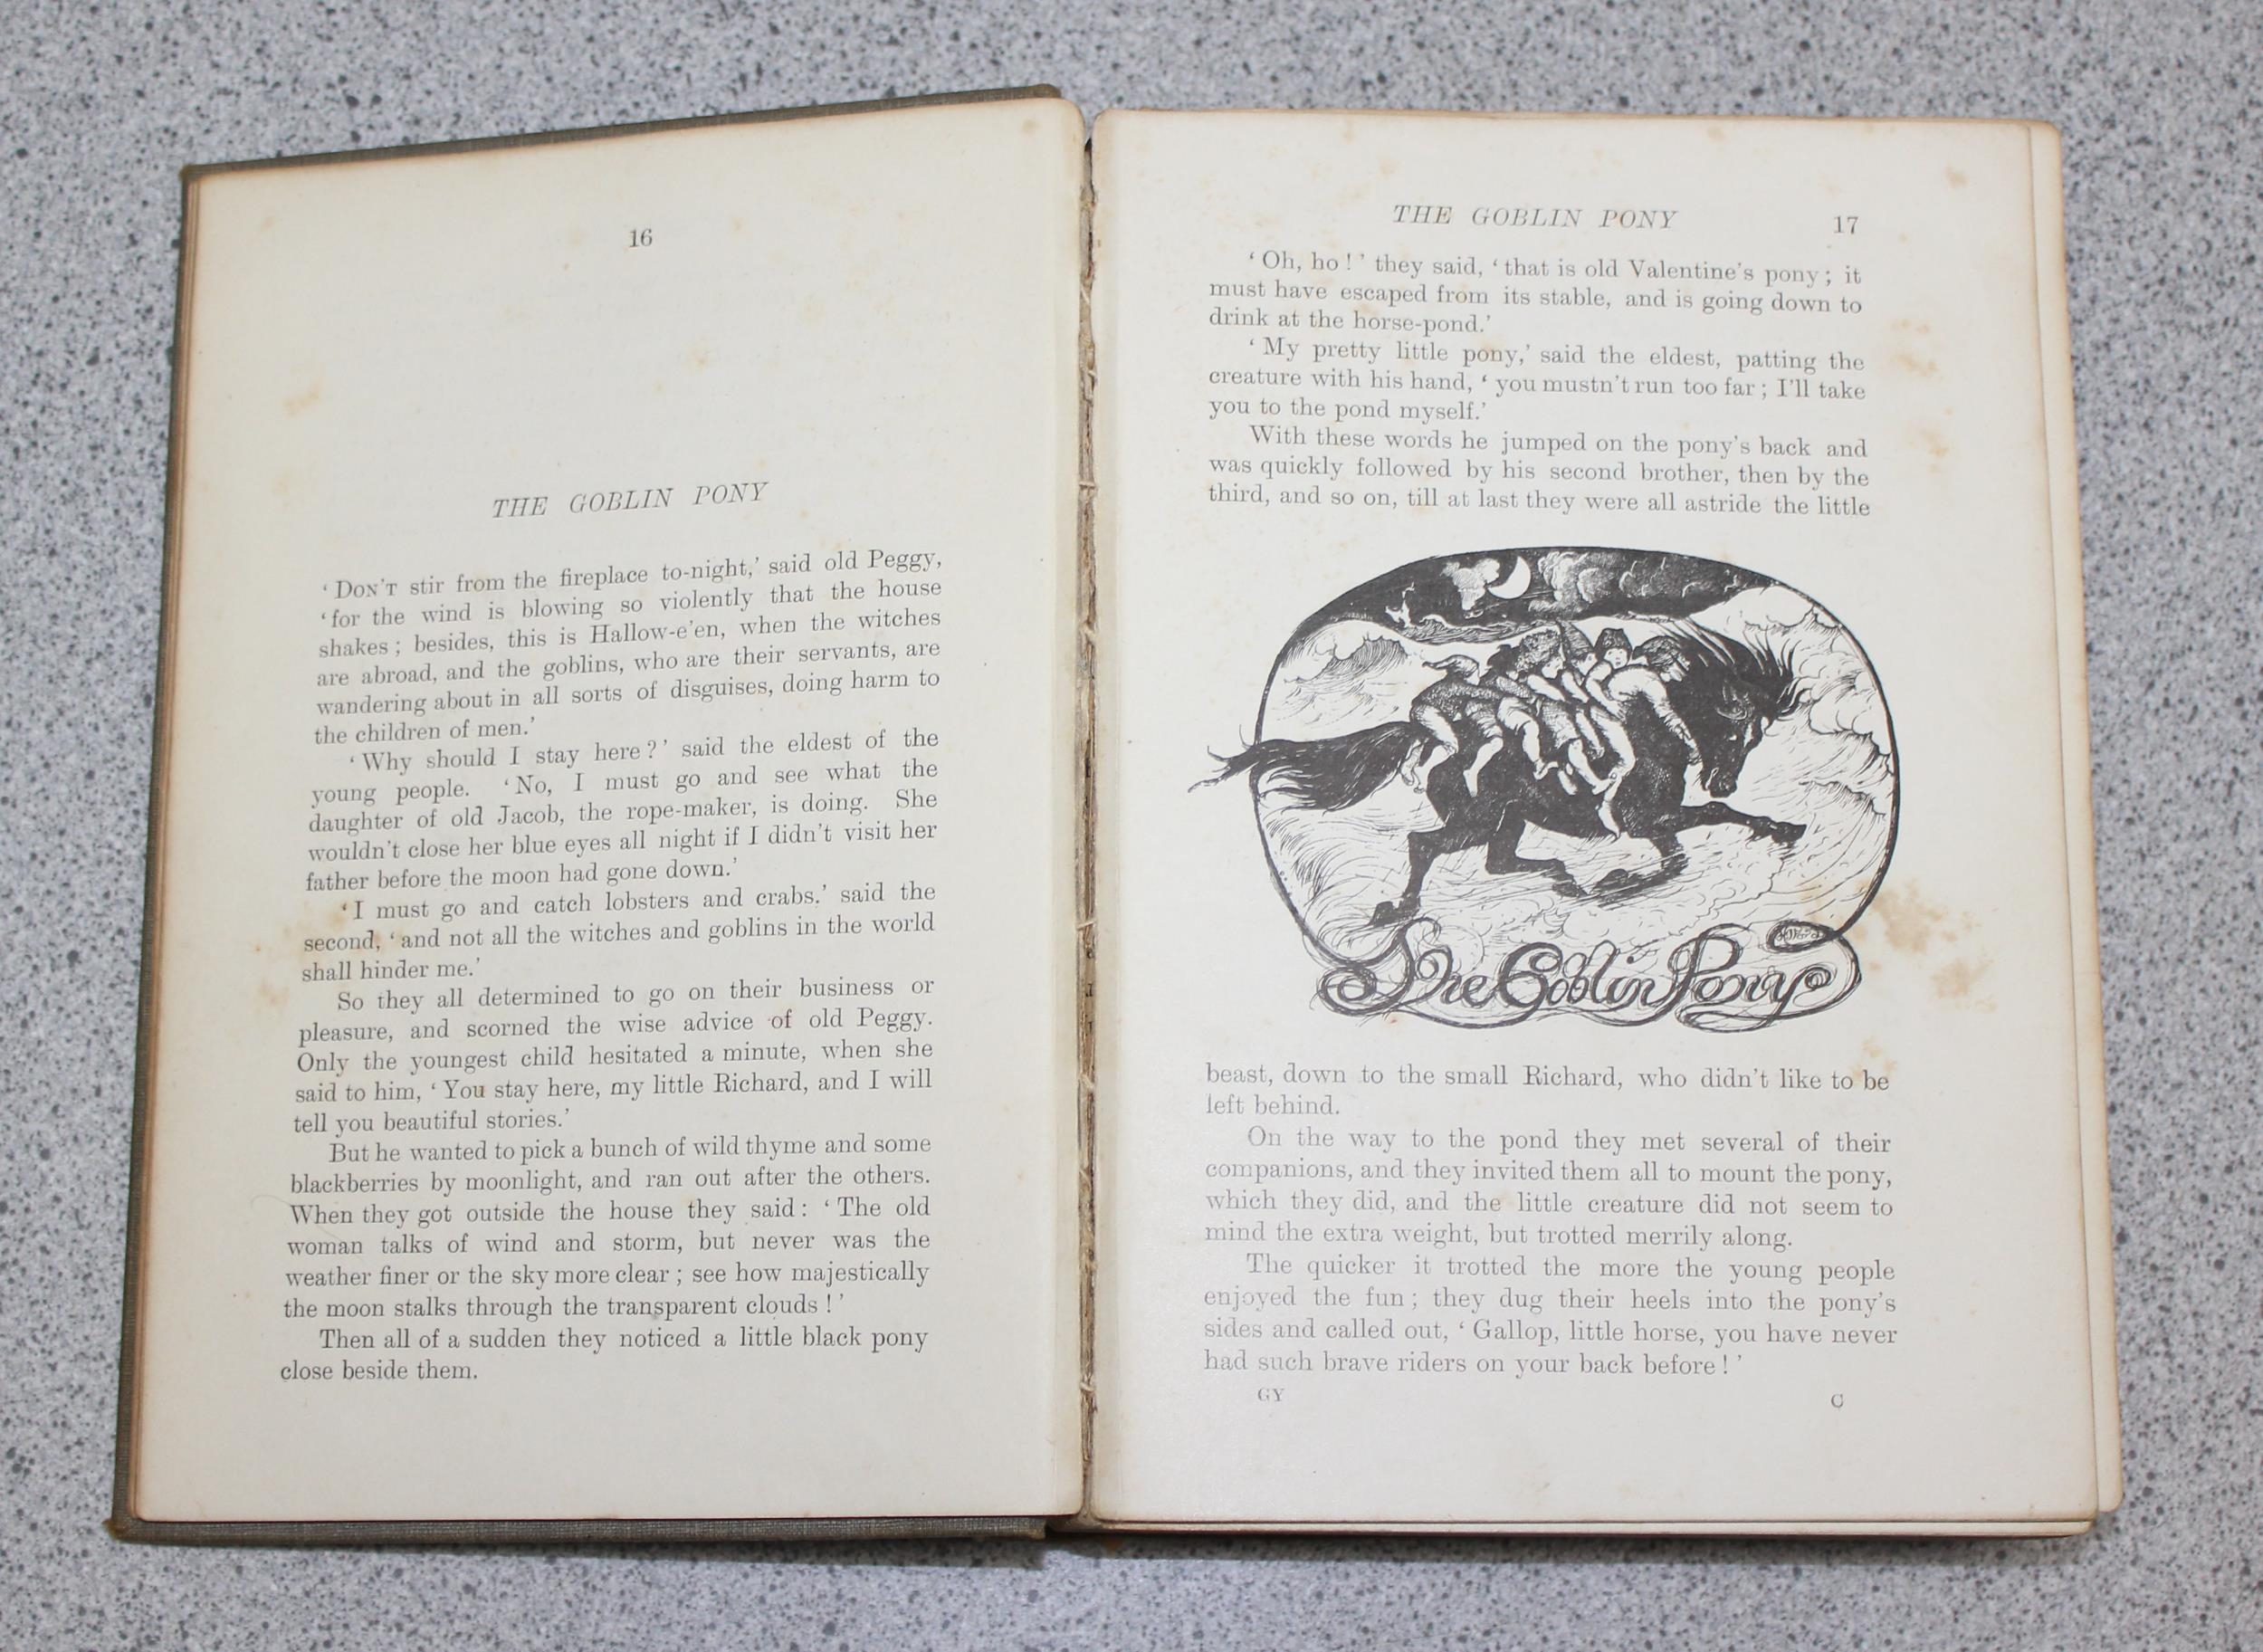 16
THE GOBLIN PONY
‘ DON’T stir from the fireplace to-night,’ said old Peggy,
‘ for the wind is blowing so violently that the house
shakes ; besides, this is Hallow-e’en, when the witches
are abroad, and the goblins, who are their servants, are
wandering about in all sorts of disguises, doing harm to
the children of men.’
‘ Why should I stay here ? ’ said the eldest of the
young people. ‘ No, I must go and see what the
daughter of old Jacob, the rope-maker, is doing. She
wouldn’t close her blue eyes all night if I didn’t visit her
father before the moon had gone down.’
‘ I must go and catch lobsters and crabs.’ said the
second, ‘ and not all the witches and goblins in the world
shall hinder me.’
So they all determined to go on their business or
pleasure, and scorned the wise advice of old Peggy.
Only the youngest child hesitated a minute, when she
said to him, ‘ You stay here, my little Richard, and I will
tell you beautiful stories.’
But he wanted to pick a bunch of wild thyme and some
blackberries by moonlight, and ran out after the others.
When they got outside the house they said : ‘ The old
woman talks of wind and storm, but never was the
weather finer or the sky more clear ; see how majestically
the moon stalks through the transparent clouds ! ’
Then all of a sudden they noticed a little black pony
close beside them.
THE GOBLIN PONY 17
‘ Oh, ho ! ’ they said, ‘ that is old Valentine’s pony ; it
must have escaped from its stable, and is going down to
drink at the horse-pond.’
‘ My pretty little pony,’ said the eldest, patting the
creature with his hand, ‘ you mustn’t run too far ; I’ll take
you to the pond myself.’
With these words he jumped on the pony’s back and
was quickly followed by his second brother, then by the
third, and so on, till at last they were all astride the little
The Goblin Pony
beast, down to the small Richard, who didn’t like to be
left behind.
On the way to the pond they met several of their
companions, and they invited them all to mount the pony,
which they did, and the little creature did not seem to
mind the extra weight, but trotted merrily along.
The quicker it trotted the more the young people
enjoyed the fun ; they dug their heels into the pony’s
sides and called out, ‘ Gallop, little horse, you have never
had such brave riders on your back before ! ’
GY C